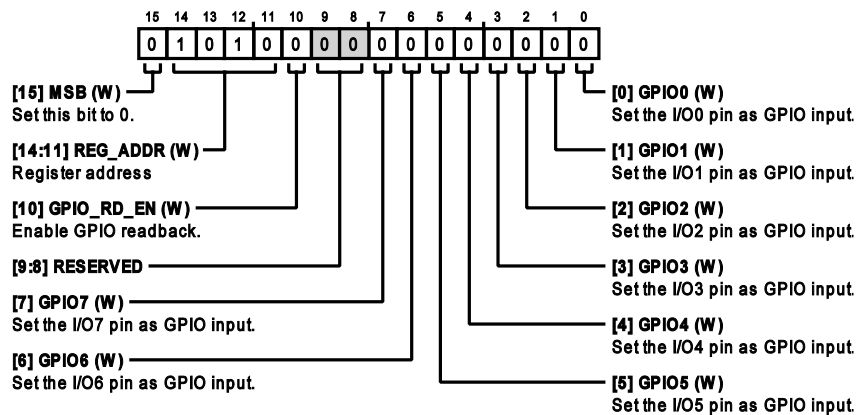 15 14 13 12 11 10 9 8 7 6 5 4 3 2 1 0
0 1 0 1 0 0 0 0 0 0 0 0 0 0 0 0
[15] MSB (W)
Set this bit to 0.
[14:11] REG_ADDR (W)
Register address
[10] GPIO_RD_EN (W)
Enable GPIO readback.
[9:8] RESERVED
[7] GPIO7 (W)
Set the I/O7 pin as GPIO input.
[6] GPIO6 (W)
Set the I/O6 pin as GPIO input.
[0] GPIO0 (W)
Set the I/O0 pin as GPIO input.
[1] GPIO1 (W)
Set the I/O1 pin as GPIO input.
[2] GPIO2 (W)
Set the I/O2 pin as GPIO input.
[3] GPIO3 (W)
Set the I/O3 pin as GPIO input.
[4] GPIO4 (W)
Set the I/O4 pin as GPIO input.
[5] GPIO5 (W)
Set the I/O5 pin as GPIO input.